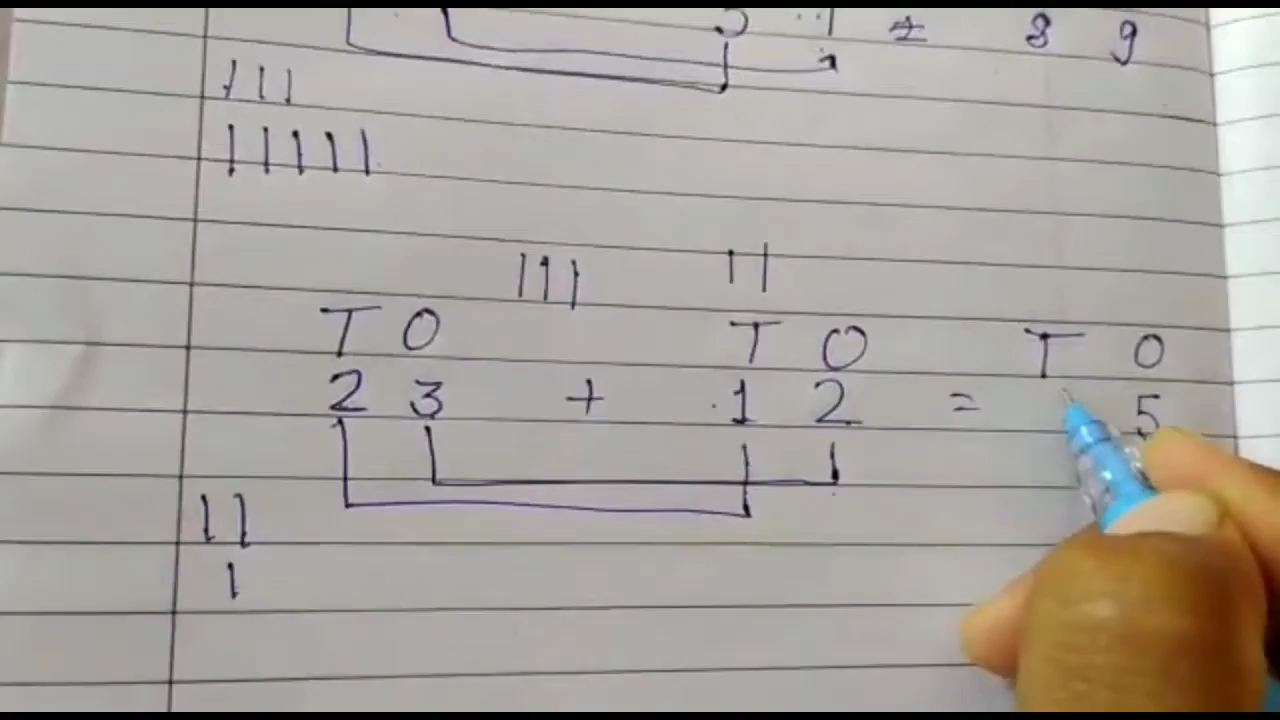 = 8 9
||| 
|||||
||| ||
T O T O T O
2 3 + 1 2 = 5
||
|